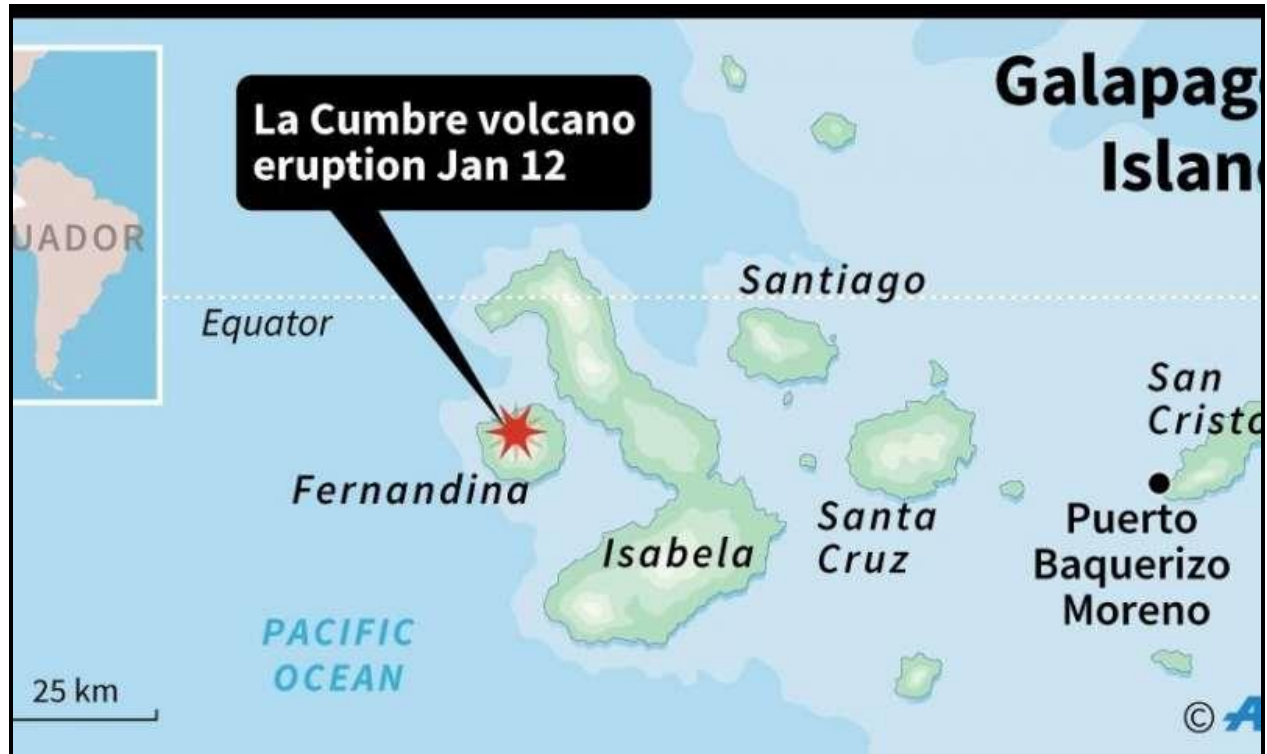 Galapag
Islan
La Cumbre volcano
eruption Jan 12
UADOR
Equator
Santiago
San
Cristo
Fernandina
Isabela
Santa
Cruz
Puerto
Baquerizo
Moreno
PACIFIC
OCEAN
25 km
© A